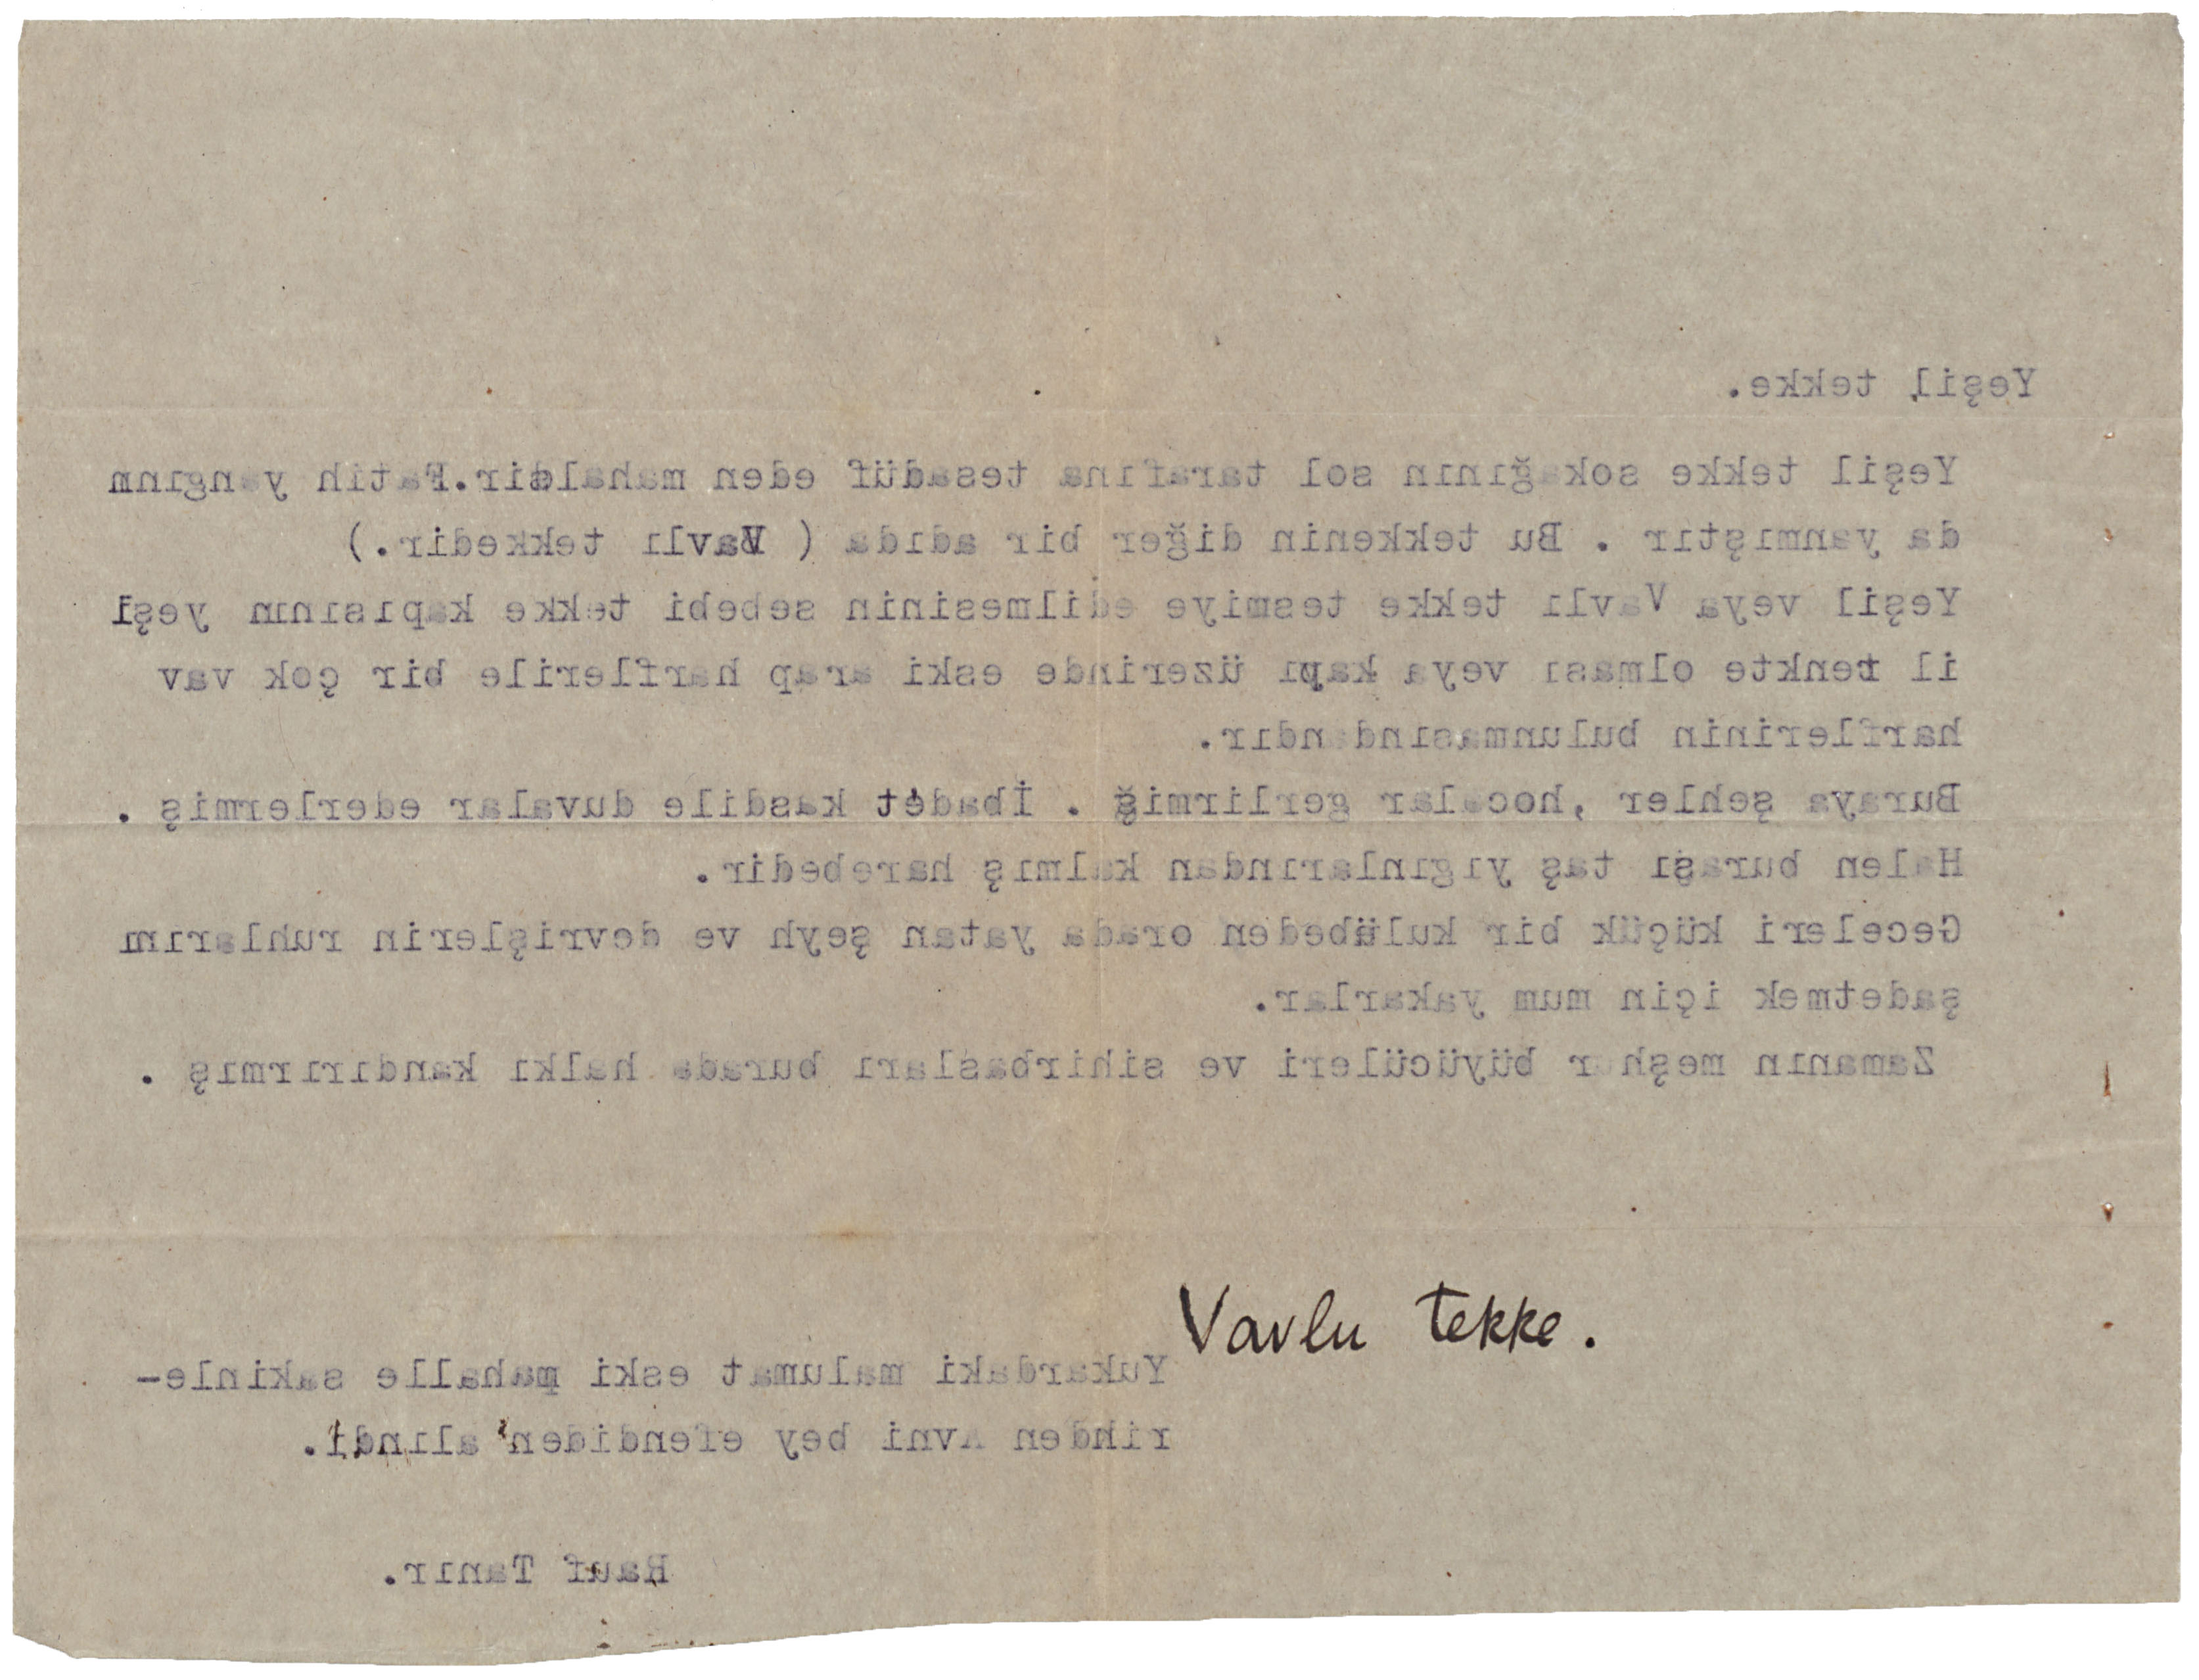 Yeşil tekke.
Yeşil tekke sokağının sol tarafına tesadüf eden mahaldir.Fatih yangının
da yanmıştır . Bu tekkenin diğer bir adıda ( Vavlı tekkedir.)
Yeşil veya Vavlı tekke tesmiye edilmesinin sebebi tekke kapısının yeşi
il renkte olması veya kapı üzerinde eski arap harflerile bir çok vav
harflerinin bulunmasındandır.
Buraya şehler ,hocalar gerlirmiş . İbadet kasdile duvalar ederlermiş .
Halen burası taş yıgınlarından kalmış harebedir.
Geceleri küçük bir kulübeden orada yatan şeyh ve devrişlerin ruhlarım
şadetmek için mum yakarlar.
Zamanın meşhur büyücüleri ve sihirbasları burada halkı kandırırmış .
Vavlu tekke.
Yukardaki malumat eski mahalle sakinle-
rinden Avni bey efendiden alındı.
Rauf Tanır.